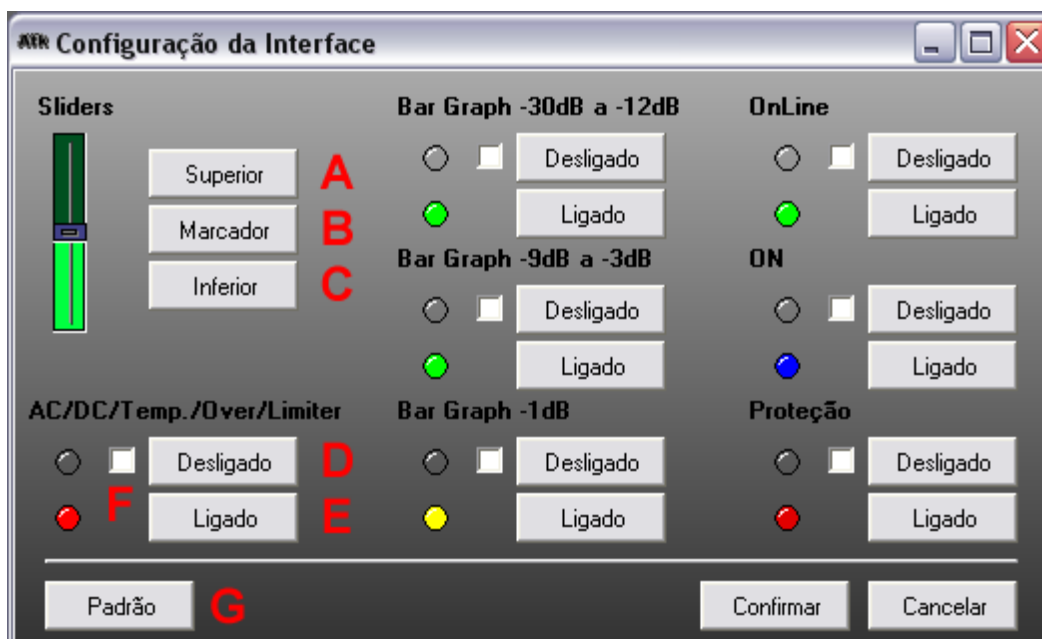 Configuração da Interface
Sliders
Superior A
Marcador B
Inferior C
Bar Graph -30dB a -12dB
Desligado
Ligado
Bar Graph -9dB a -3dB
Desligado
Ligado
OnLine
Desligado
Ligado
ON
Desligado
Ligado
AC/DC/Temp./Over/Limiter
Desligado D
F Ligado E
Bar Graph -1dB
Desligado
Ligado
Proteção
Desligado
Ligado
Padrão G
Confirmar Cancelar